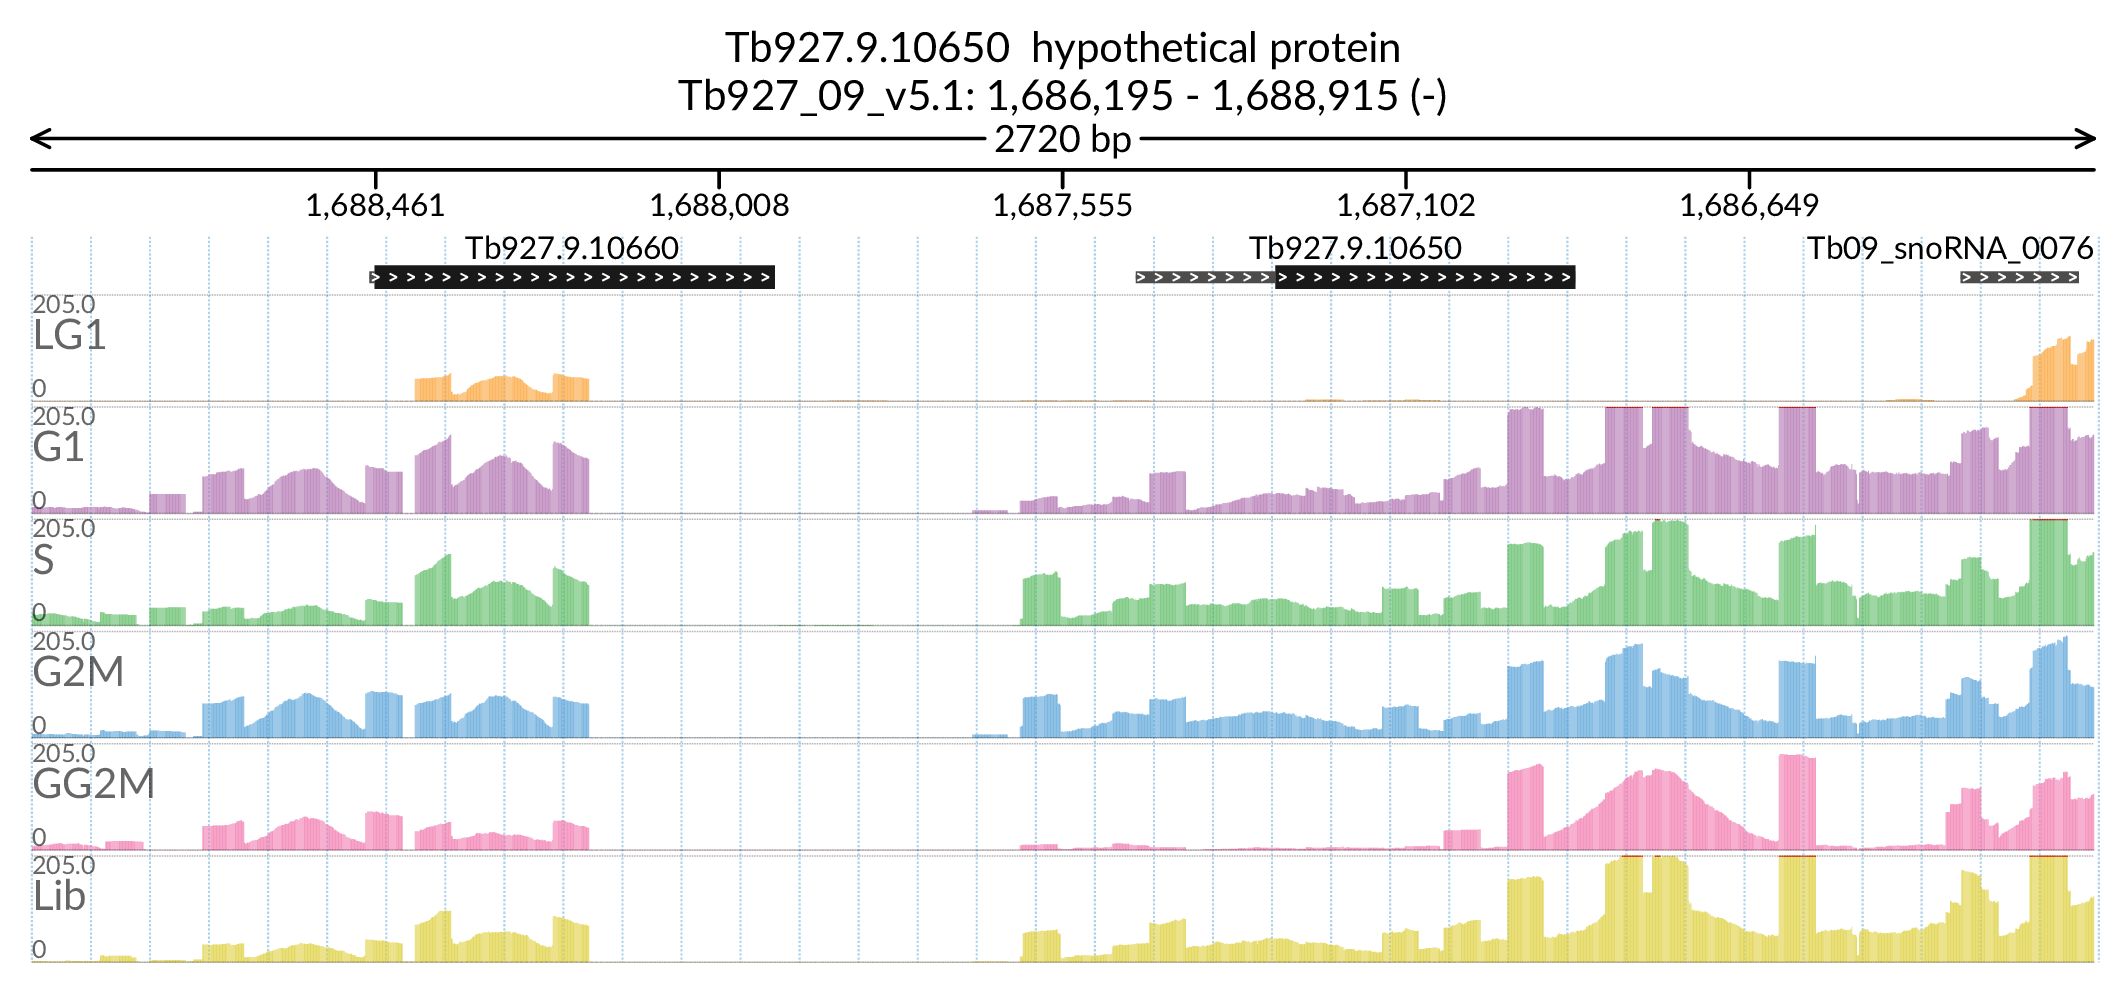 Tb927.9.10650  hypothetical protein
Tb927_09_v5.1: 1,686,195 - 1,688,915 (-)
2720 bp
1,688,461 1,688,008 1,687,555 1,687,102 1,686,649
Tb927.9.10660 Tb927.9.10650 Tb09_snoRNA_0076
205.0
LG1
0
205.0
G1
0
205.0
S
0
205.0
G2M
0
205.0
GG2M
0
205.0
Lib
0